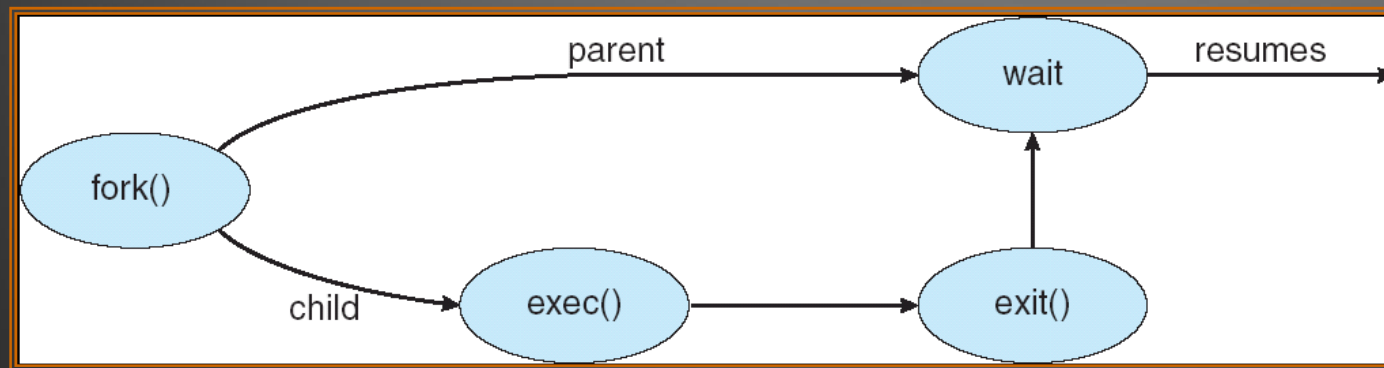 parent
wait
resumes
fork()
child
exec()
exit()